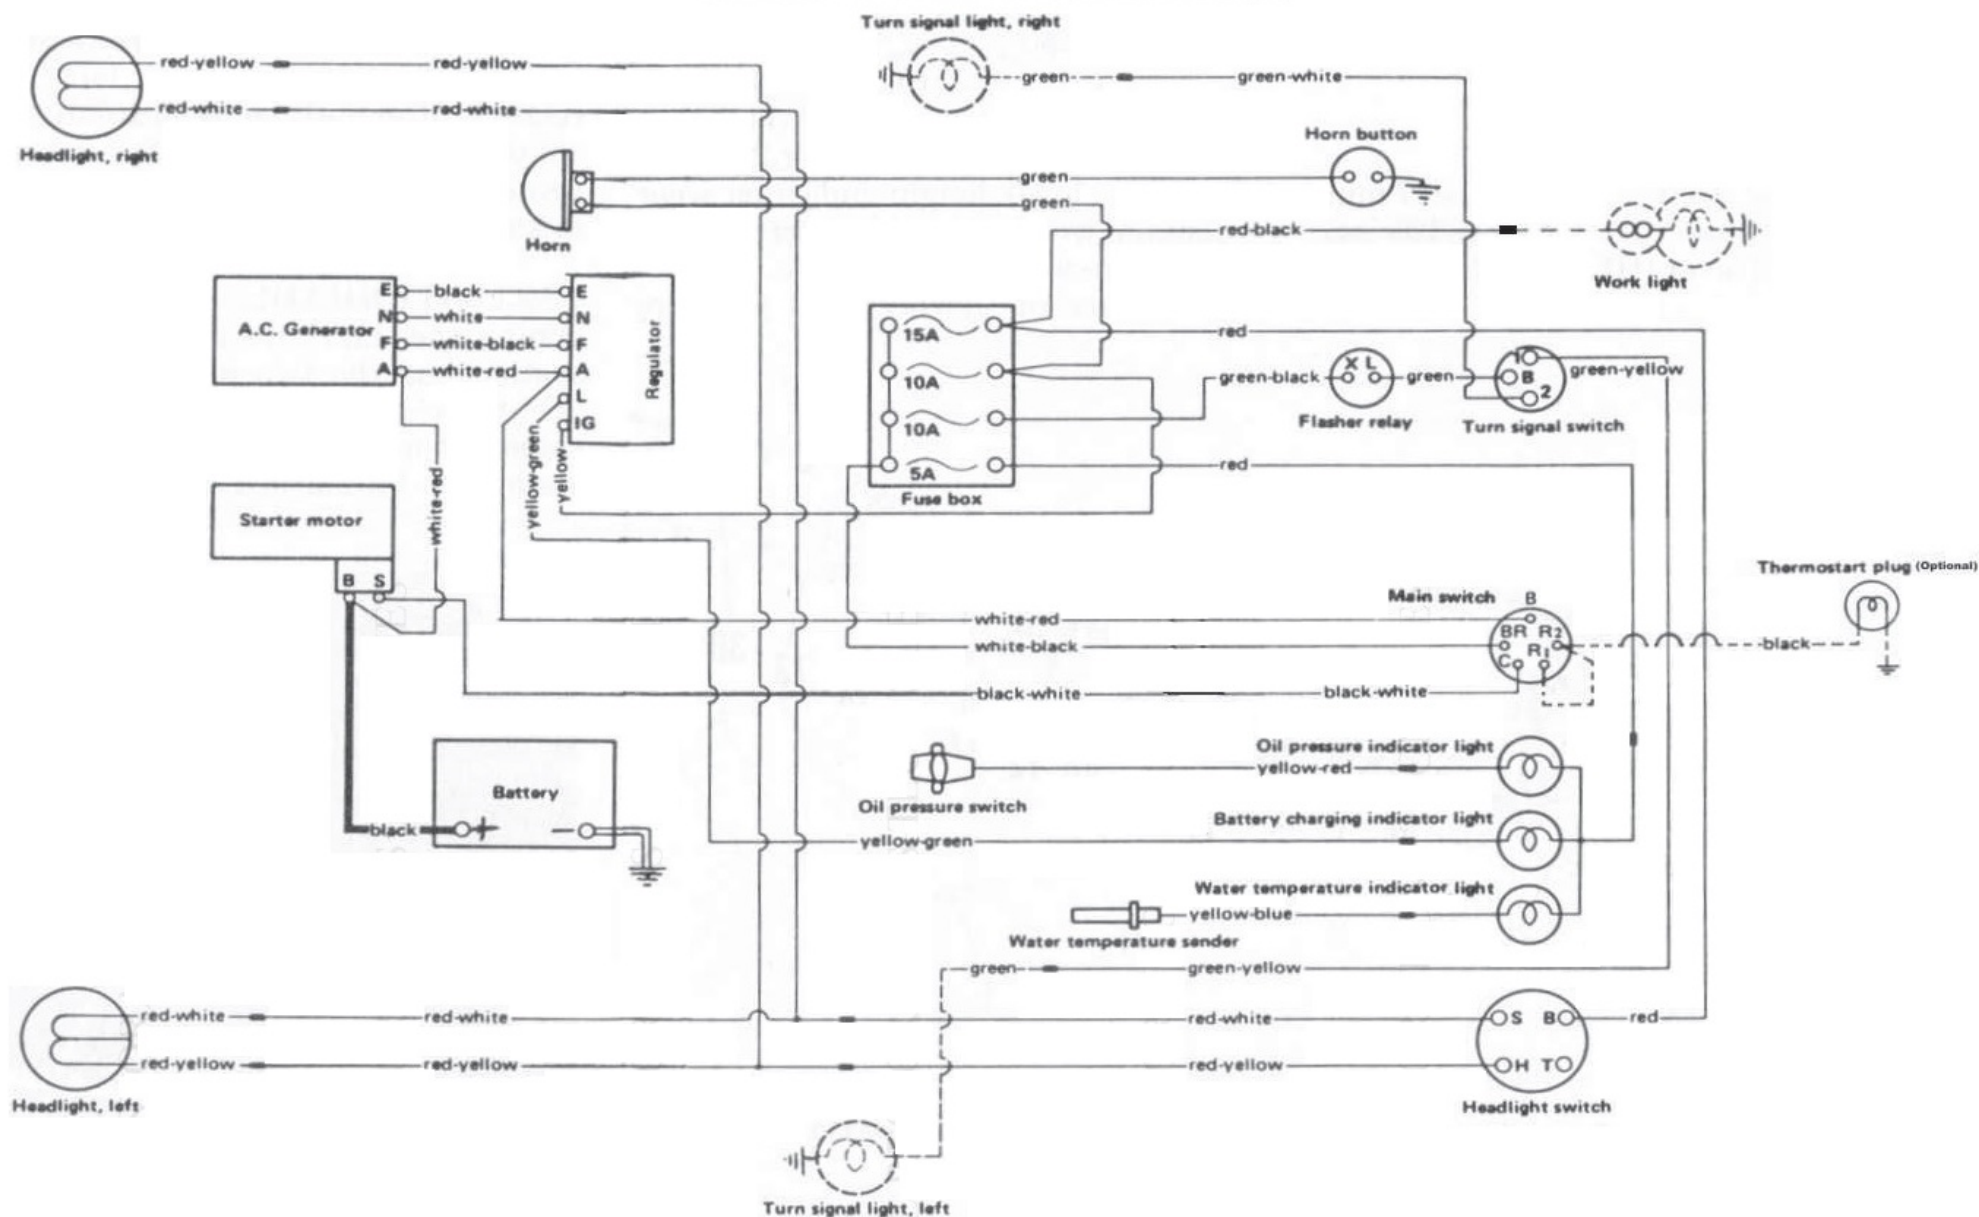 Turn signal light, right
red-yellow red-yellow
green green-white
red-white red-white
Horn button
Headlight, right
green
green
red-black
Horn
Work light
E black E
A.C. Generator N white N
F white-black F
A white-red A
L
IG
Regulator
15A
red
10A
green-black X L green
1
B
2
green-yellow
Flasher relay
Turn signal switch
10A
5A
red
Fuse box
yellow-green
yellow
white-red
Starter motor
B S
Thermostart plug (Optional)
Main switch B
white-red
BR R2
R1
C
white-black
black
black-white black-white
Oil pressure indicator light
yellow-red
Oil pressure switch
Battery
black + −
Battery charging indicator light
yellow-green
Water temperature indicator light
yellow-blue
Water temperature sender
green green-yellow
red-white red-white red-white
S B red
red-yellow red-yellow red-yellow
H T
Headlight, left
Headlight switch
Turn signal light, left